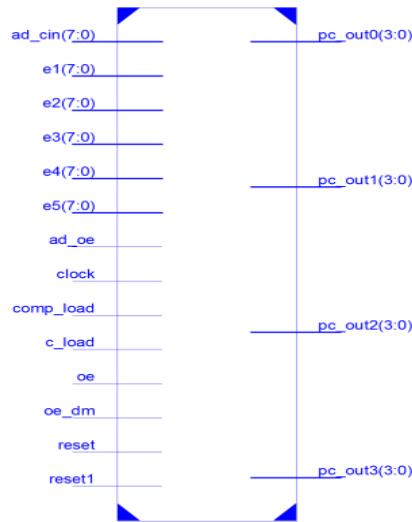 ad_cin(7:0)
pc_out0(3:0)
e1(7:0)
e2(7:0)
e3(7:0)
e4(7:0)
pc_out1(3:0)
e5(7:0)
ad_oe
clock
comp_load
pc_out2(3:0)
c_load
oe
oe_dm
reset
pc_out3(3:0)
reset1